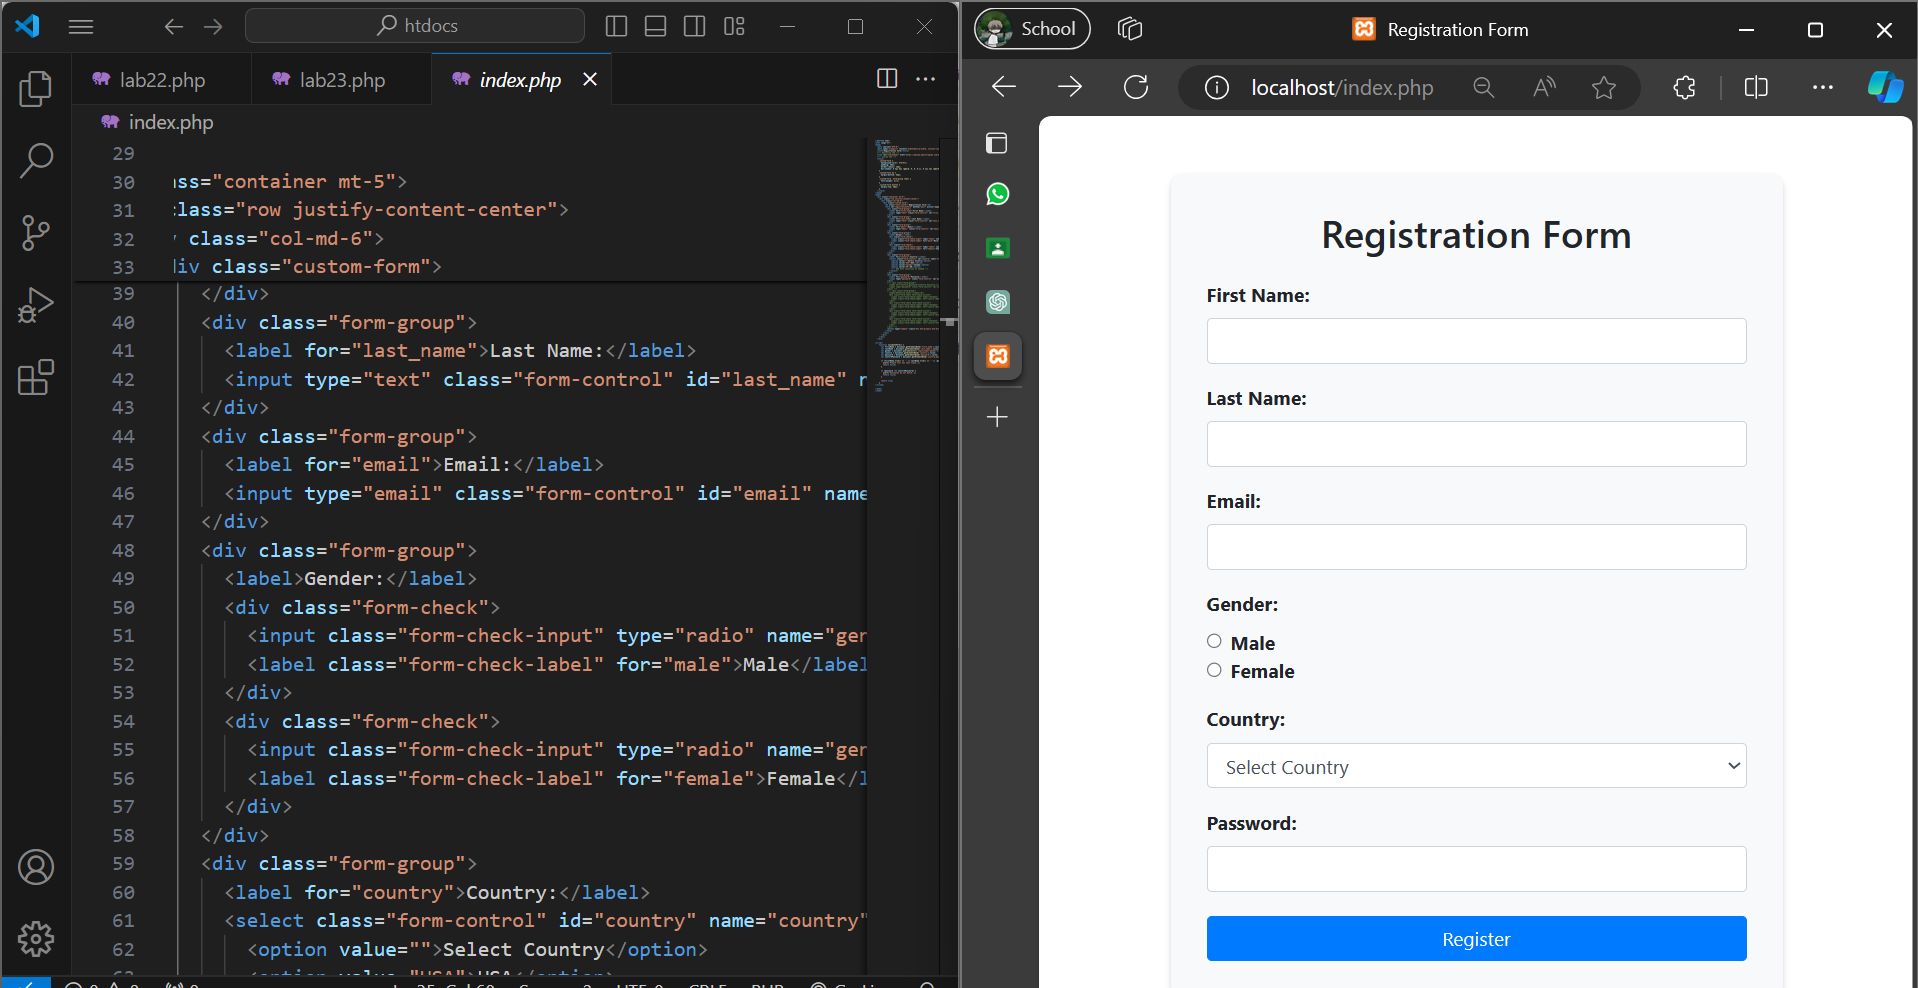 htdocs
lab22.php
lab23.php
index.php
index.php
29
30 ass="container mt-5">
31 class="row justify-content-center">
32 class="col-md-6">
33 div class="custom-form">
39 </div>
40 <div class="form-group">
41 <label for="last_name">Last Name:</label>
42 <input type="text" class="form-control" id="last_name" n
43 </div>
44 <div class="form-group">
45 <label for="email">Email:</label>
46 <input type="email" class="form-control" id="email" name
47 </div>
48 <div class="form-group">
49 <label>Gender:</label>
50 <div class="form-check">
51 <input class="form-check-input" type="radio" name="gen
52 <label class="form-check-label" for="male">Male</label
53 </div>
54 <div class="form-check">
55 <input class="form-check-input" type="radio" name="gen
56 <label class="form-check-label" for="female">Female</l
57 </div>
58 </div>
59 <div class="form-group">
60 <label for="country">Country:</label>
61 <select class="form-control" id="country" name="country"
62 <option value="">Select Country</option>
School
Registration Form
localhost/index.php
Registration Form
First Name:
Last Name:
Email:
Gender:
Male
Female
Country:
Select Country
Password:
Register